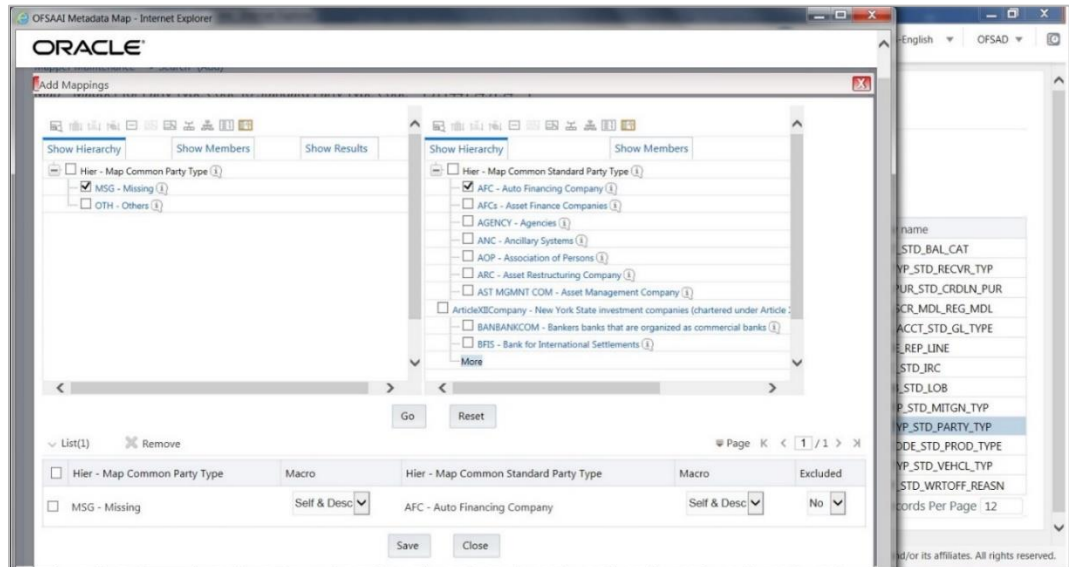 OFSAAI Metadata Map - Internet Explorer
-English
OFSAD
ORACLE
Add Mappings
Show Hierarchy
Show Members
Show Results
Hier - Map Common Party Type
MSG - Missing
OTH - Others
Show Hierarchy
Show Members
Hier - Map Common Standard Party Type
AFC - Auto Financing Company
AFCs - Asset Finance Companies
AGENCY - Agencies
ANC - Ancillary Systems
AOP - Association of Persons
ARC - Asset Restructuring Company
AST MGMNT COM - Asset Management Company
ArticleXIICompany - New York State investment companies (chartered under Article
BANBANKCOM - Bankers banks that are organized as commercial banks
BFIS - Bank for International Settlements
More
Go
Reset
List(1)
Remove
Page
1 / 1
Hier - Map Common Party Type
Macro
Hier - Map Common Standard Party Type
Macro
Excluded
MSG - Missing
Self & Desc
AFC - Auto Financing Company
Self & Desc
No
Save
Close
name
_STD_BAL_CAT
YP_STD_RECVR_TYP
PUR_STD_CRDLN_PUR
SCR_MDL_REG_MDL
ACCT_STD_GL_TYPE
E_REP_LINE
_STD_IRC
_STD_LOB
P_STD_MITGN_TYP
YP_STD_PARTY_TYP
ODE_STD_PROD_TYPE
YP_STD_VEHCL_TYP
_STD_WRTOFF_REASN
cords Per Page 12
nd/or its affiliates. All rights reserved.